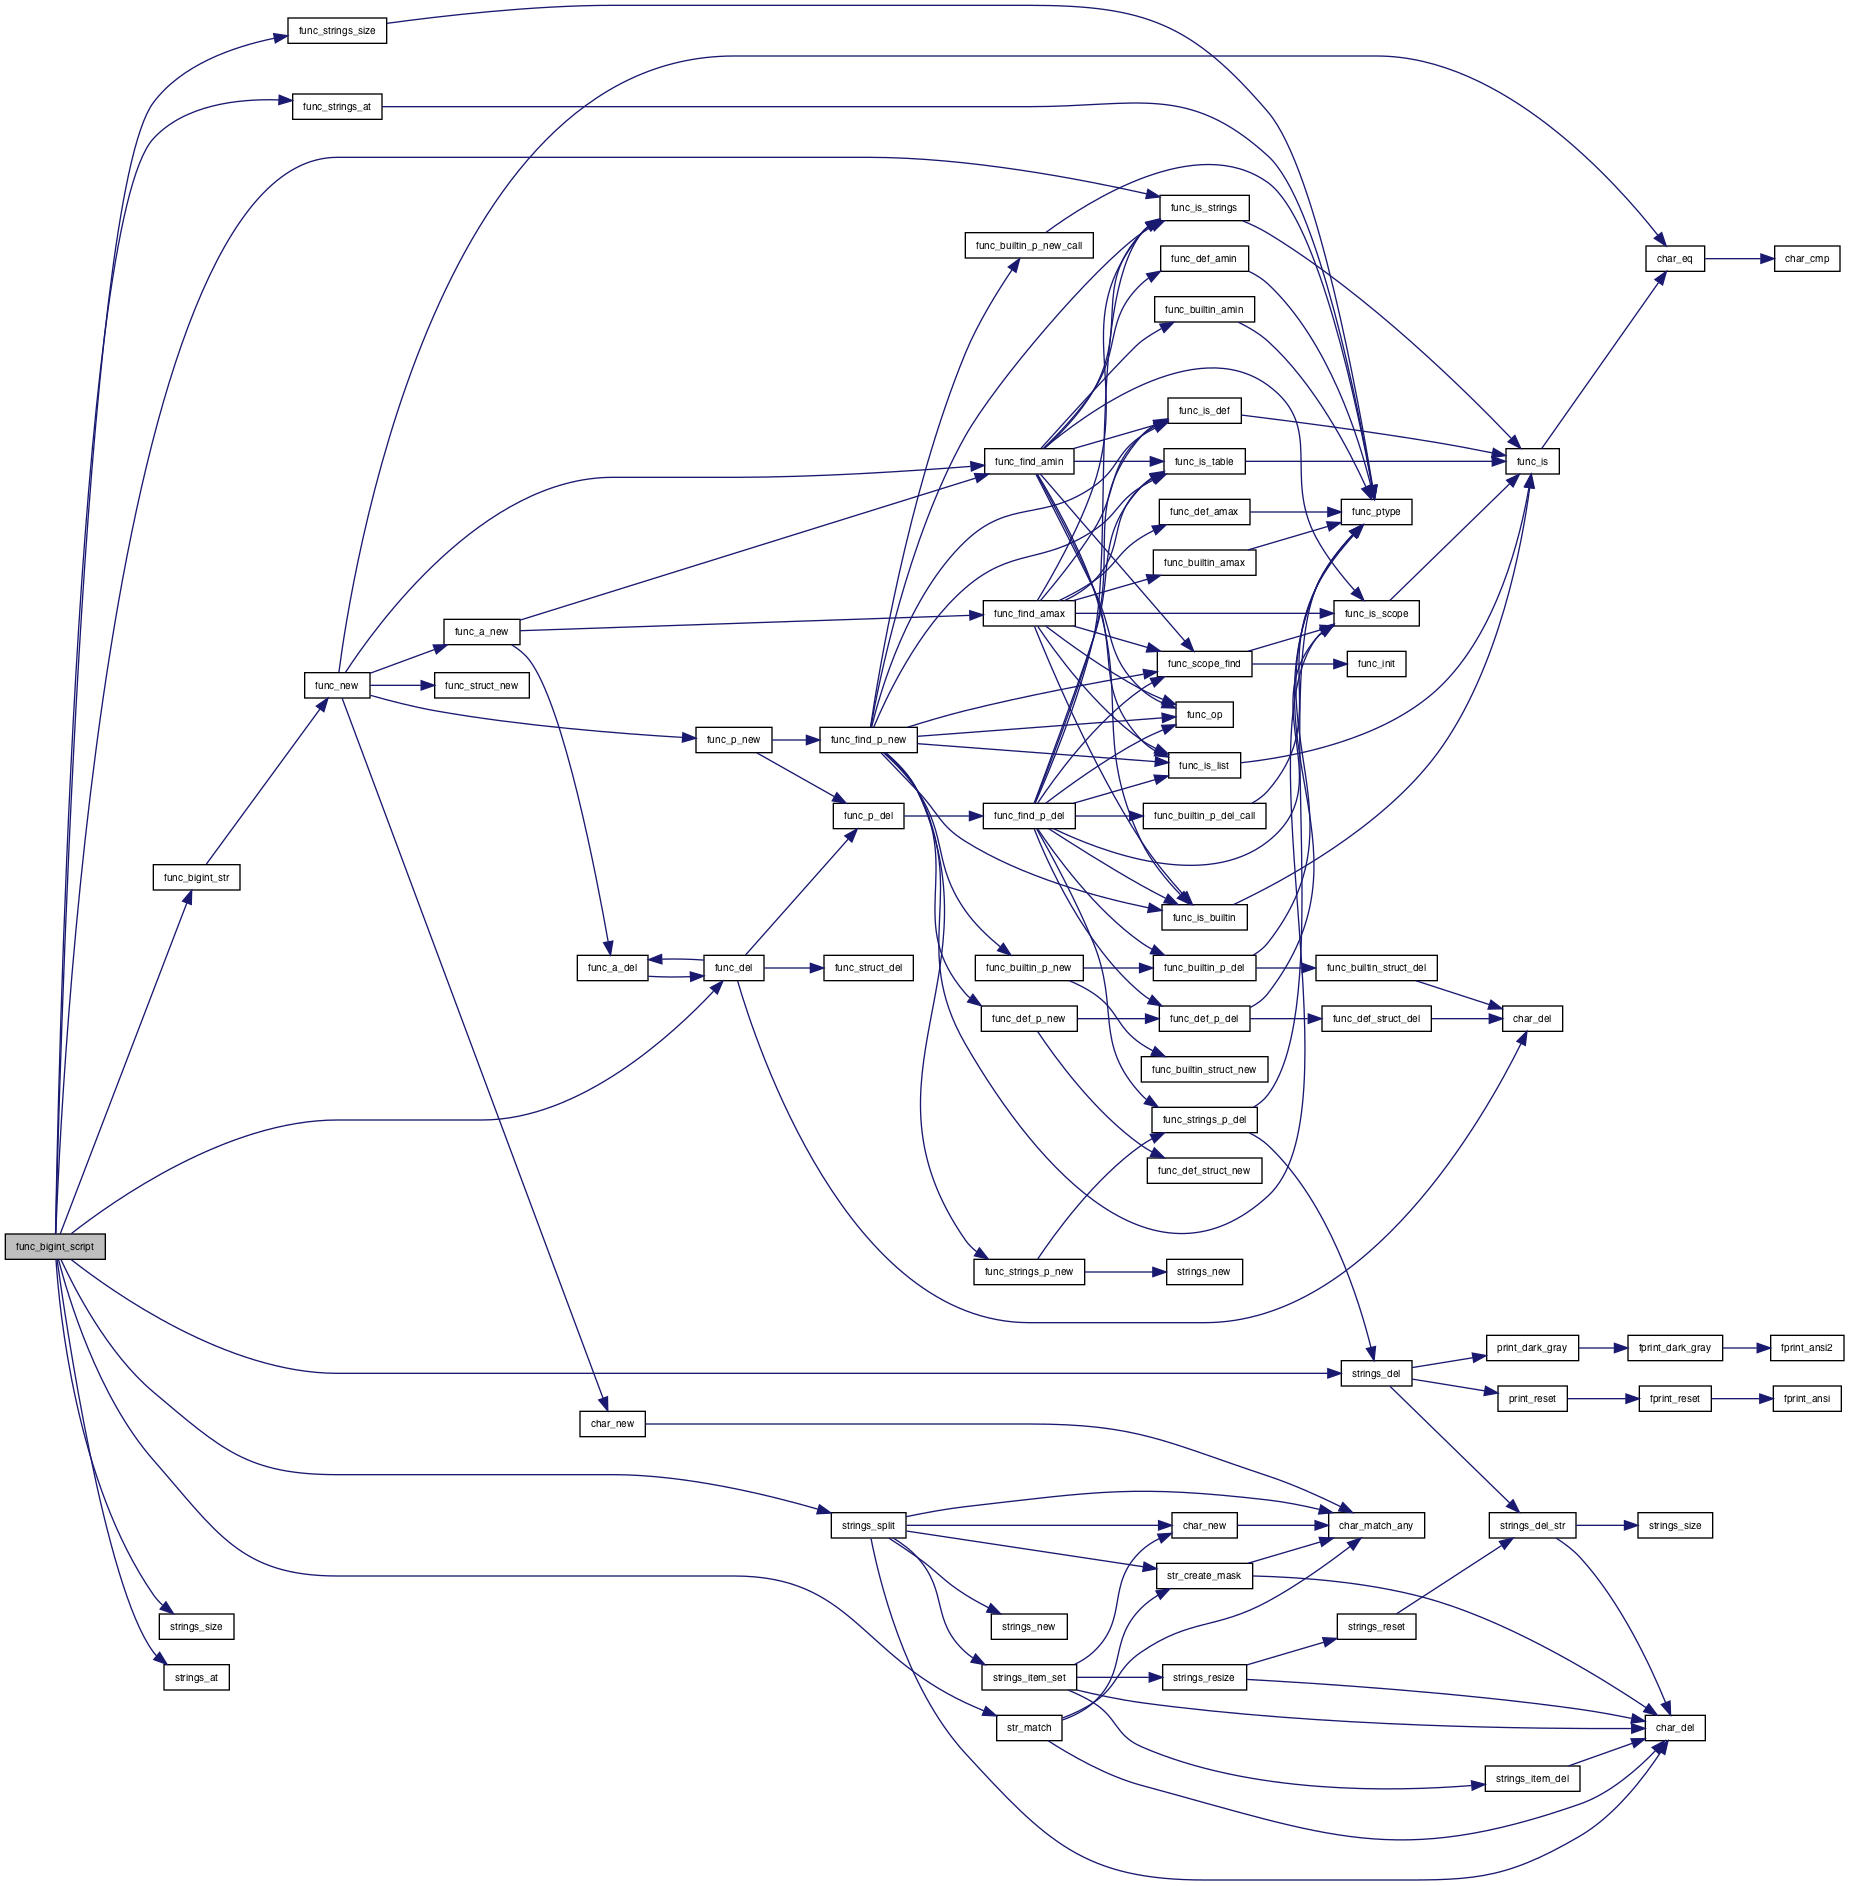 func_strings_size
func_strings_at
func_is_strings
func_builtin_p_new_call
func_def_amin
char_eq
char_cmp
func_builtin_amin
func_is_def
func_find_amin
func_is_table
func_is
func_def_amax
func_ptype
func_builtin_amax
func_find_amax
func_is_scope
func_a_new
func_scope_find
func_init
func_new
func_struct_new
func_op
func_p_new
func_find_p_new
func_is_list
func_p_del
func_find_p_del
func_builtin_p_del_call
func_bigint_str
func_is_builtin
func_a_del
func_del
func_struct_del
func_builtin_p_new
func_builtin_p_del
func_builtin_struct_del
func_def_p_new
func_def_p_del
func_def_struct_del
char_del
func_builtin_struct_new
func_strings_p_del
func_def_struct_new
func_bigint_script
func_strings_p_new
strings_new
print_dark_gray
fprint_dark_gray
fprint_ansi2
strings_del
print_reset
fprint_reset
fprint_ansi
char_new
strings_split
char_new
char_match_any
strings_del_str
strings_size
str_create_mask
strings_size
strings_new
strings_reset
strings_at
strings_item_set
strings_resize
str_match
char_del
strings_item_del